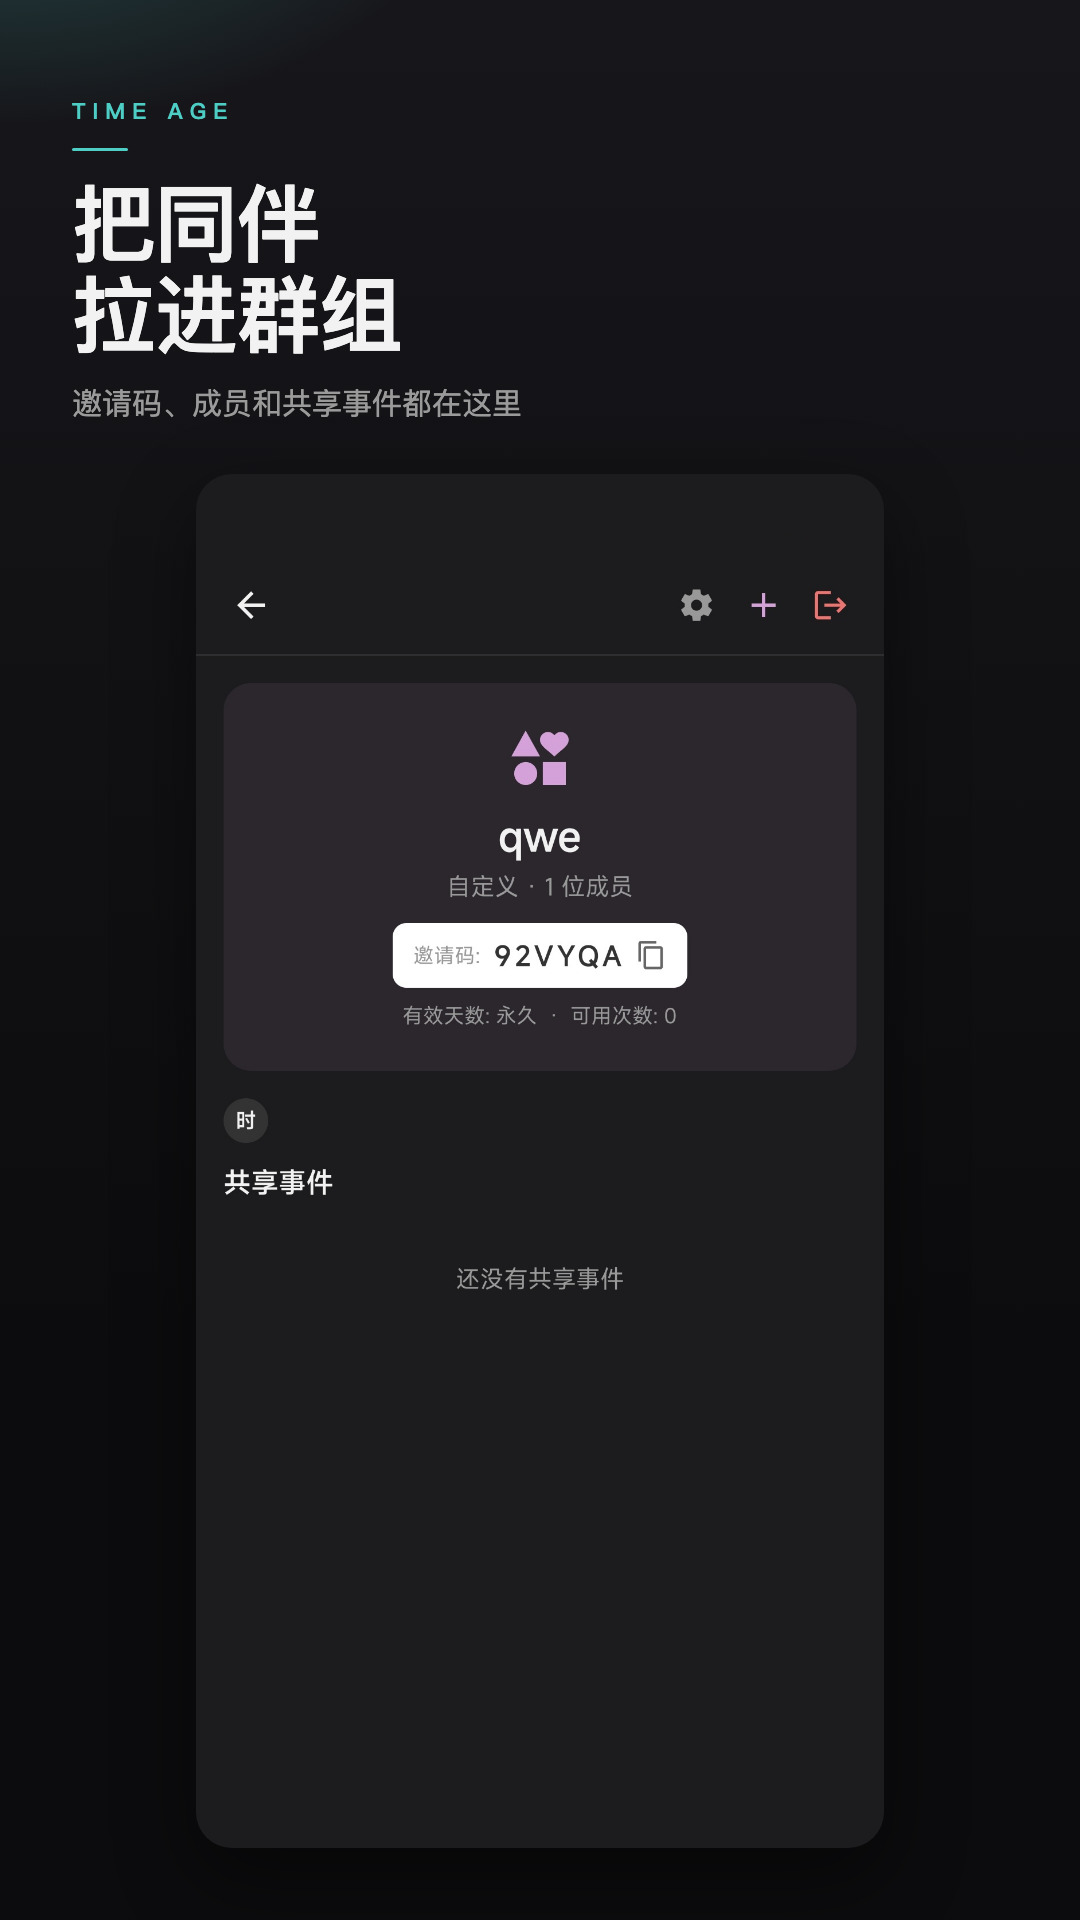 TIME AGE
把同伴
拉进群组
邀请码、成员和共享事件都在这里
qwe
自定义 · 1 位成员
邀请码: 92VYQA
有效天数: 永久 · 可用次数: 0
时
共享事件
还没有共享事件